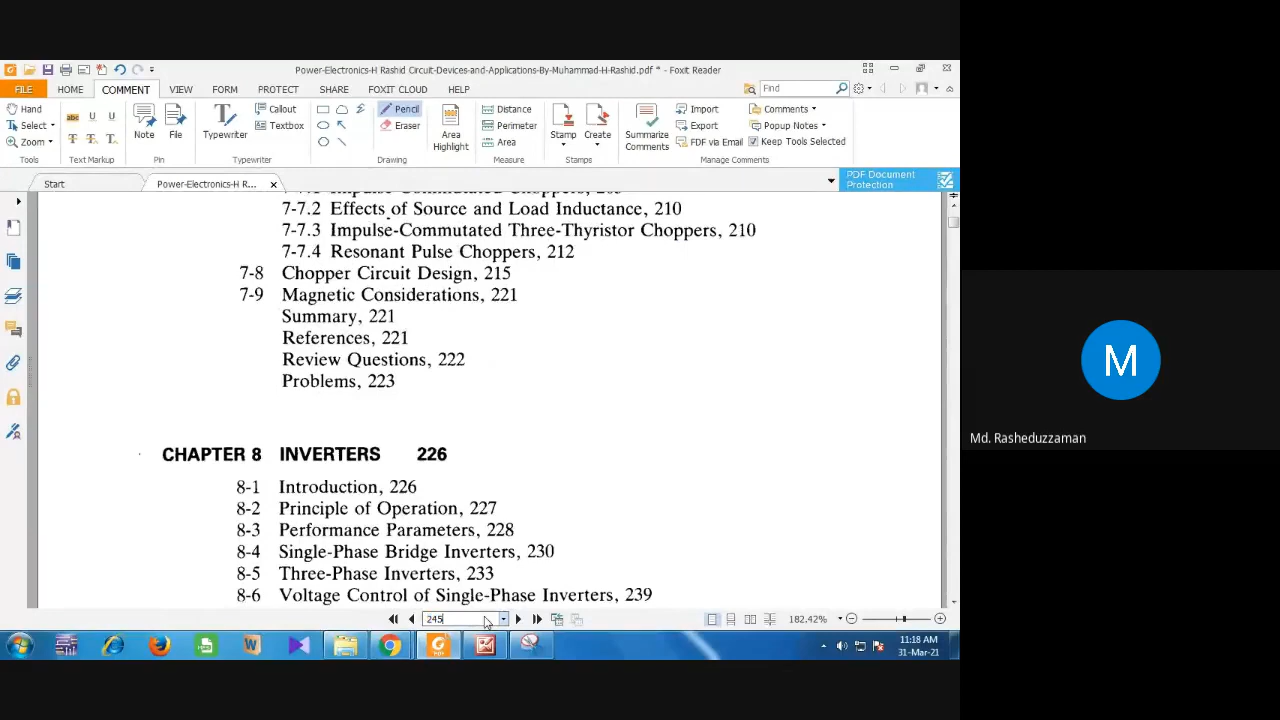 Power-Electronics-H Rashid Circuit-Devices-and-Applications-By-Muhammad-H-Rashid.pdf * - Foxit Reader
FILE HOME COMMENT VIEW FORM PROTECT SHARE FOXIT CLOUD HELP Find
Hand
Select
Zoom
Tools
Text Markup
Note
File
Pin
Typewriter
Callout
Textbox
Typewriter
Pencil
Eraser
Drawing
Area Highlight
Distance
Perimeter
Area
Measure
Stamp
Create
Stamps
Summarize Comments
Import
Export
FDF via Email
Comments
Popup Notes
Keep Tools Selected
Manage Comments
Start
Power-Electronics-H R...
PDF Document Protection
7-7.2 Effects of Source and Load Inductance, 210
7-7.3 Impulse-Commutated Three-Thyristor Choppers, 210
7-7.4 Resonant Pulse Choppers, 212
7-8 Chopper Circuit Design, 215
7-9 Magnetic Considerations, 221
Summary, 221
References, 221
Review Questions, 222
Problems, 223
CHAPTER 8 INVERTERS 226
8-1 Introduction, 226
8-2 Principle of Operation, 227
8-3 Performance Parameters, 228
8-4 Single-Phase Bridge Inverters, 230
8-5 Three-Phase Inverters, 233
8-6 Voltage Control of Single-Phase Inverters, 239
245
182.42%
11:18 AM
31-Mar-21
M
Md. Rasheduzzaman